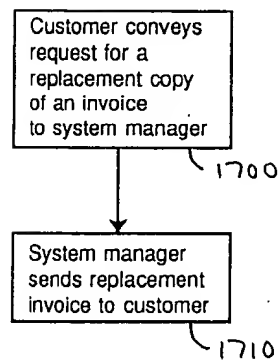 Customer conveys
request for a
replacement copy
of an invoice
to system manager
1700
System manager
sends replacement
invoice to customer
1710